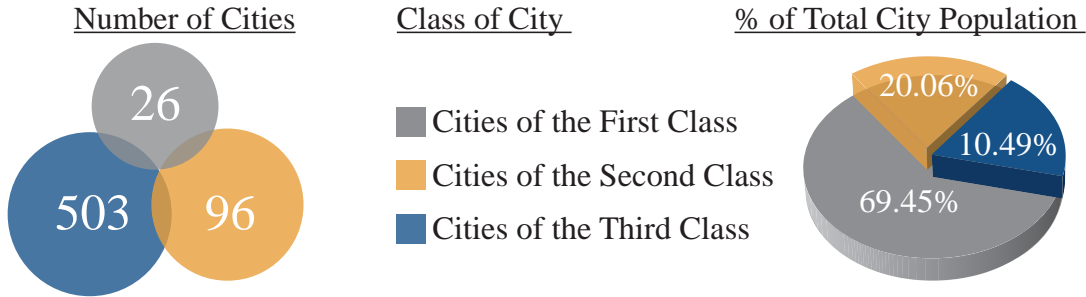 Number of Cities
Class of City
% of Total City Population
26
503
96
Cities of the First Class
Cities of the Second Class
Cities of the Third Class
20.06%
10.49%
69.45%